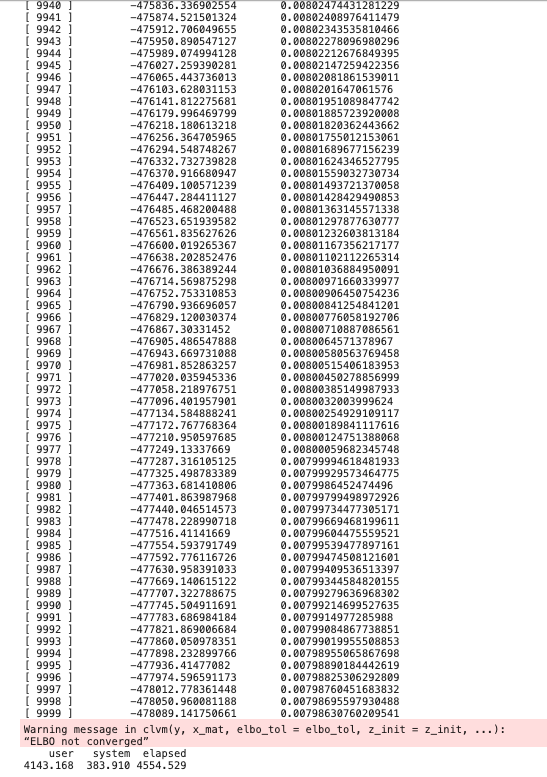 [ 9940 ] -475836.336902554 0.00802474431281229
[ 9941 ] -475874.521501324 0.00802408976411479
[ 9942 ] -475912.706049655 0.00802343535810466
[ 9943 ] -475950.890547127 0.00802278096980296
[ 9944 ] -475989.074994128 0.00802212676849395
[ 9945 ] -476027.259390281 0.00802147259422356
[ 9946 ] -476065.443736013 0.00802081861539011
[ 9947 ] -476103.628031153 0.0080201647061576
[ 9948 ] -476141.812275681 0.00801951089847742
[ 9949 ] -476179.996469799 0.00801885723920008
[ 9950 ] -476218.180613218 0.00801820362443662
[ 9951 ] -476256.364705965 0.00801755012153061
[ 9952 ] -476294.548748267 0.00801689677156239
[ 9953 ] -476332.732739828 0.00801624346527795
[ 9954 ] -476370.916680947 0.00801559032730734
[ 9955 ] -476409.100571239 0.00801493721370058
[ 9956 ] -476447.284411127 0.00801428429490853
[ 9957 ] -476485.468200488 0.00801363145571338
[ 9958 ] -476523.651939582 0.00801297877630777
[ 9959 ] -476561.835627626 0.00801232603813184
[ 9960 ] -476600.019265367 0.00801167356217177
[ 9961 ] -476638.202852476 0.00801102112265314
[ 9962 ] -476676.386389244 0.00801036884950091
[ 9963 ] -476714.569875298 0.00800971660339977
[ 9964 ] -476752.753310853 0.00800906450754236
[ 9965 ] -476790.936696057 0.00800841254841201
[ 9966 ] -476829.120030374 0.00800776058192706
[ 9967 ] -476867.30331452 0.00800710887086561
[ 9968 ] -476905.486547888 0.0080064571378967
[ 9969 ] -476943.669731088 0.00800580563769458
[ 9970 ] -476981.852863257 0.00800515406183953
[ 9971 ] -477020.035945336 0.00800450278856999
[ 9972 ] -477058.218976751 0.00800385149987933
[ 9973 ] -477096.401957901 0.0080032003999624
[ 9974 ] -477134.584888241 0.00800254929109117
[ 9975 ] -477172.767768364 0.00800189841117616
[ 9976 ] -477210.950597685 0.00800124751388068
[ 9977 ] -477249.13337669 0.00800059682345748
[ 9978 ] -477287.316105125 0.00799994618481933
[ 9979 ] -477325.498783389 0.00799929573464775
[ 9980 ] -477363.681410806 0.0079986452474496
[ 9981 ] -477401.863987968 0.00799799498972926
[ 9982 ] -477440.046514573 0.00799734477305171
[ 9983 ] -477478.228990718 0.00799669468199611
[ 9984 ] -477516.41141669 0.00799604475559521
[ 9985 ] -477554.593791749 0.00799539477897161
[ 9986 ] -477592.776116726 0.00799474508121601
[ 9987 ] -477630.958391033 0.00799409536513397
[ 9988 ] -477669.140615122 0.00799344584820155
[ 9989 ] -477707.322788675 0.00799279636968302
[ 9990 ] -477745.504911691 0.00799214699527635
[ 9991 ] -477783.686984184 0.0079914977285988
[ 9992 ] -477821.869006684 0.00799084867738851
[ 9993 ] -477860.050978351 0.00799019955508853
[ 9994 ] -477898.232899766 0.00798955065867698
[ 9995 ] -477936.41477082 0.00798890184442619
[ 9996 ] -477974.596591173 0.00798825306292809
[ 9997 ] -478012.778361448 0.00798760451683832
[ 9998 ] -478050.960081188 0.00798695597930488
[ 9999 ] -478089.141750661 0.00798630760209541
Warning message in clvm(y, x_mat, elbo_tol = elbo_tol, z_init = z_init, ...):
“ELBO not converged”
user system elapsed
4143.168 383.910 4554.529